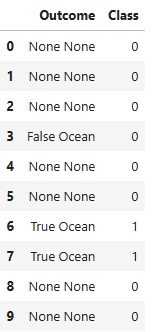 Outcome Class
0 None None 0
1 None None 0
2 None None 0
3 False Ocean 0
4 None None 0
5 None None 0
6 True Ocean 1
7 True Ocean 1
8 None None 0
9 None None 0